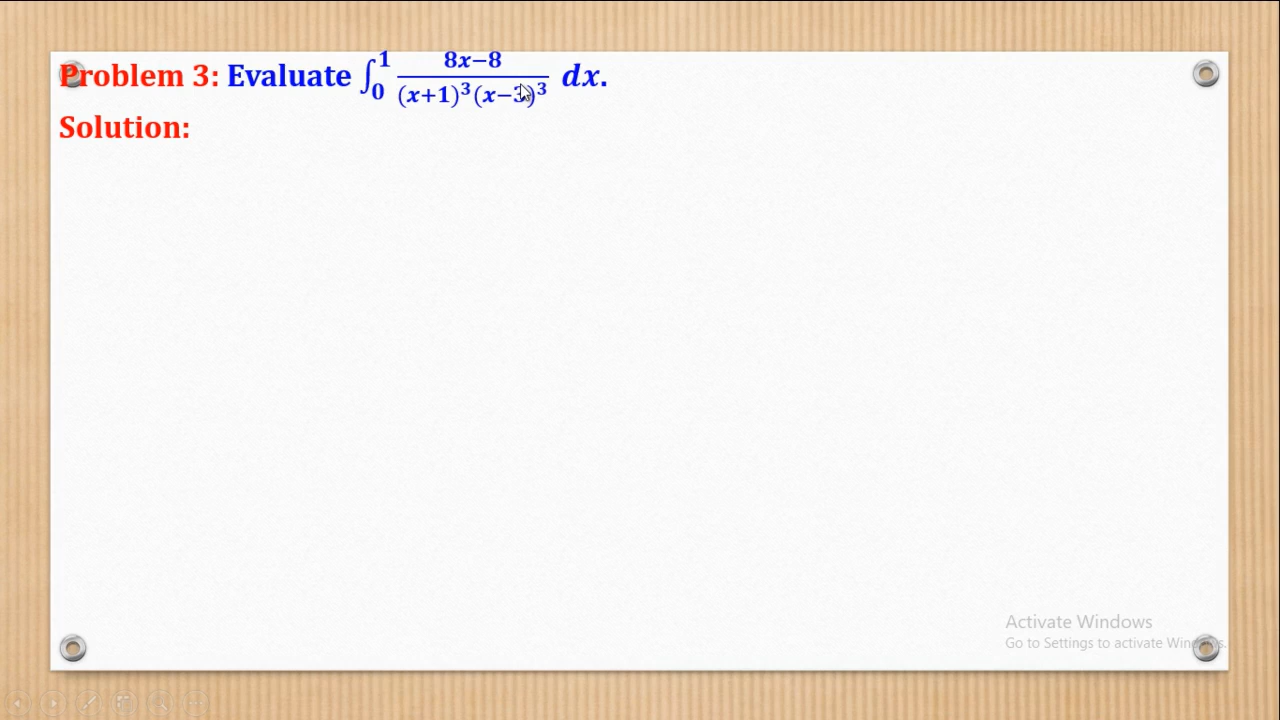 Problem 3: Evaluate ∫₀¹ (8x−8)/((x+1)³(x−3)³) dx.
Solution:
Activate Windows
Go to Settings to activate Windows.